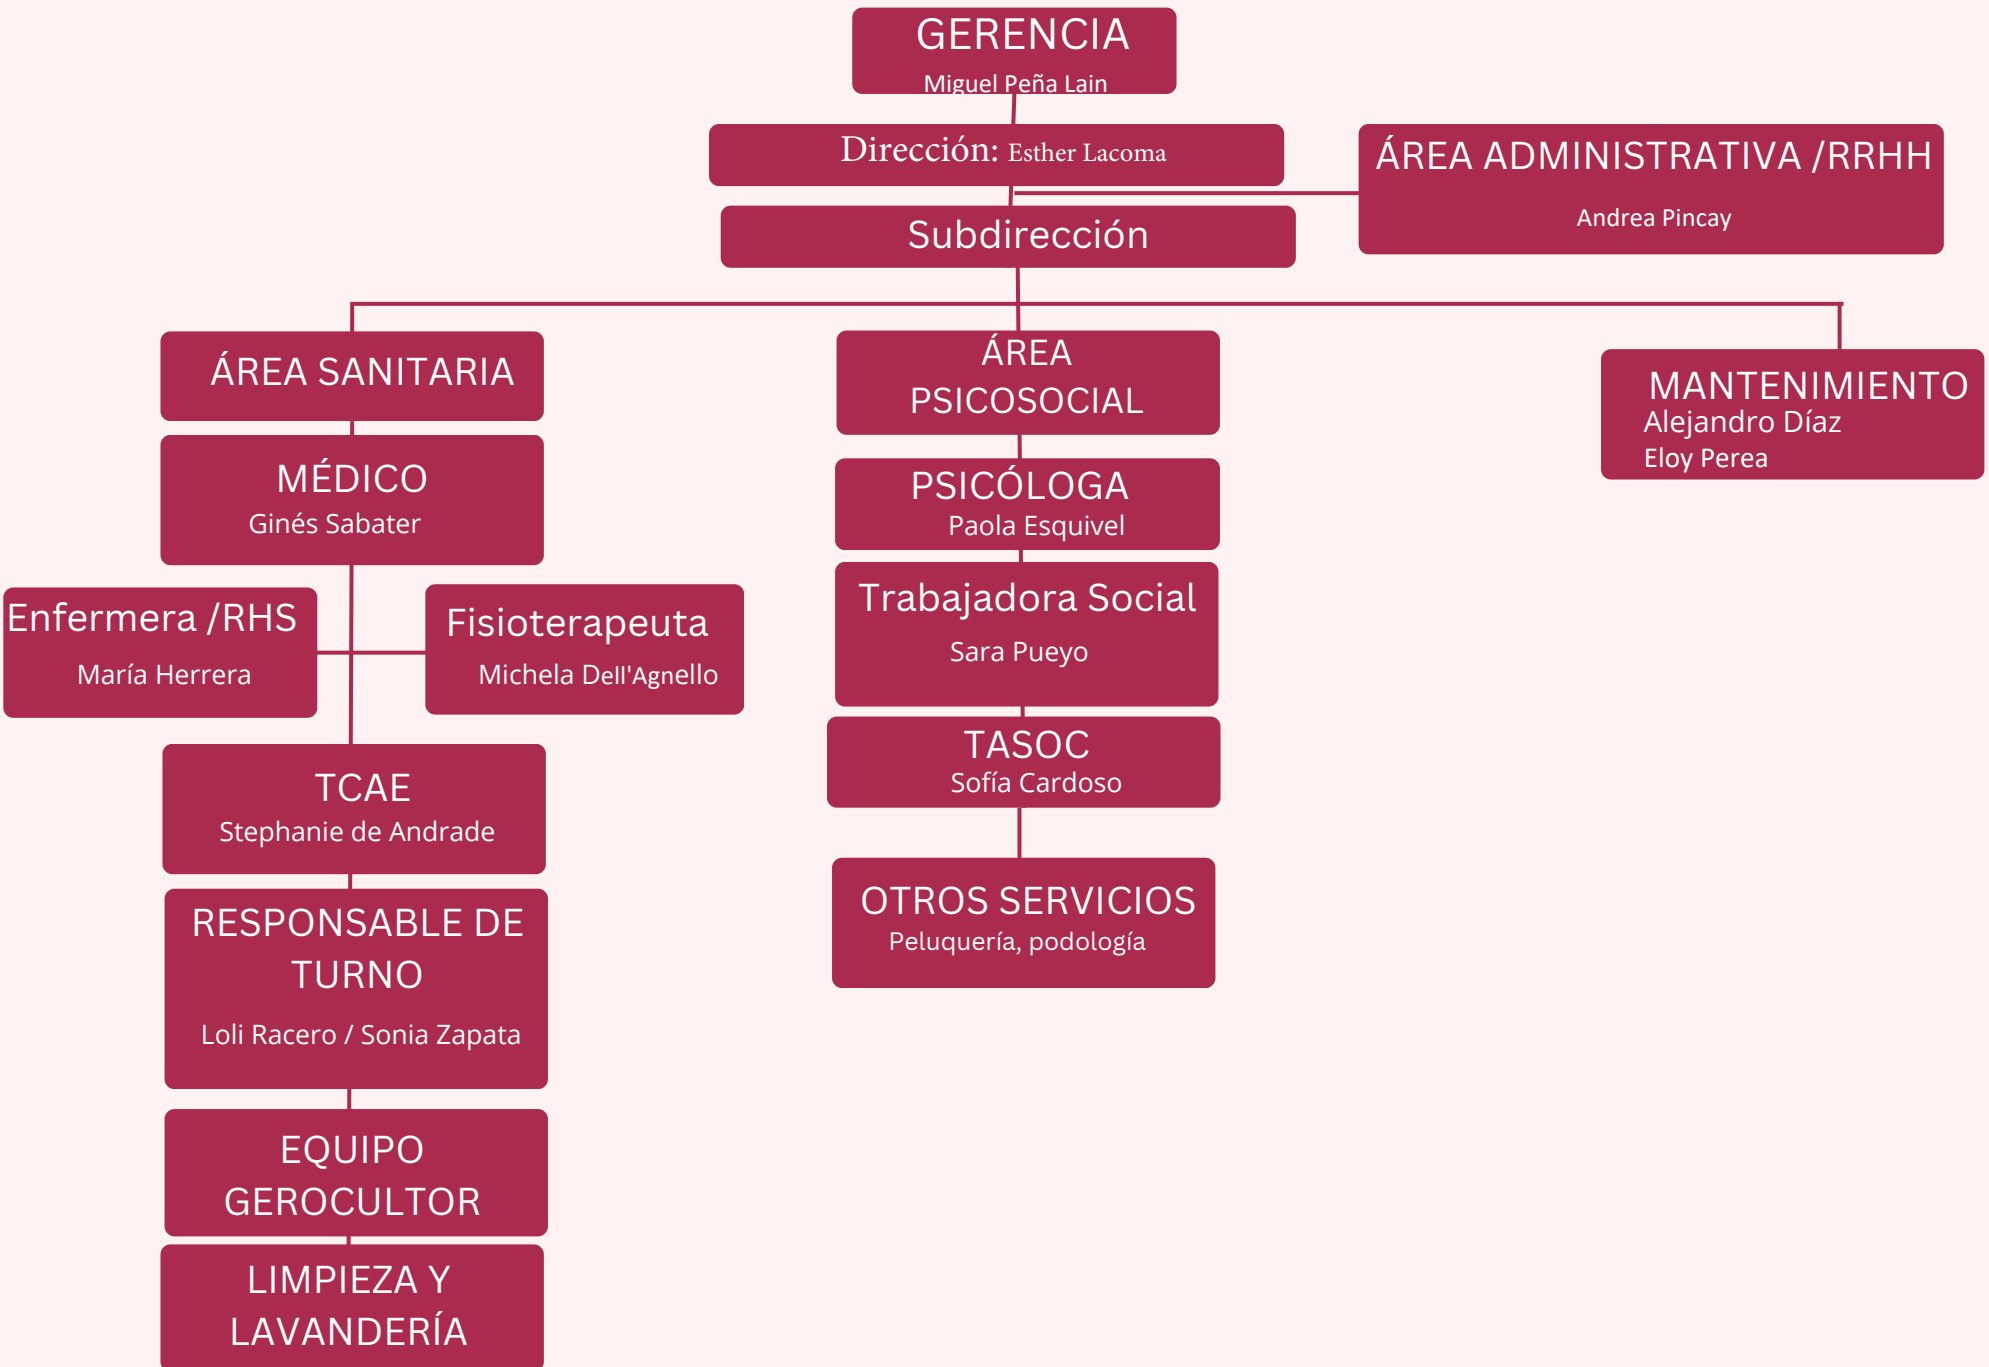 GERENCIA
Miguel Peña Lain
Dirección: Esther Lacoma
ÁREA ADMINISTRATIVA /RRHH
Andrea Pincay
Subdirección
ÁREA SANITARIA
MÉDICO
Ginés Sabater
Enfermera /RHS
María Herrera
Fisioterapeuta
Michela Dell'Agnello
TCAE
Stephanie de Andrade
RESPONSABLE DE
TURNO
Loli Racero / Sonia Zapata
EQUIPO
GEROCULTOR
LIMPIEZA Y
LAVANDERÍA
ÁREA
PSICOSOCIAL
PSICÓLOGA
Paola Esquivel
Trabajadora Social
Sara Pueyo
TASOC
Sofía Cardoso
OTROS SERVICIOS
Peluquería, podología
MANTENIMIENTO
Alejandro Díaz
Eloy Perea